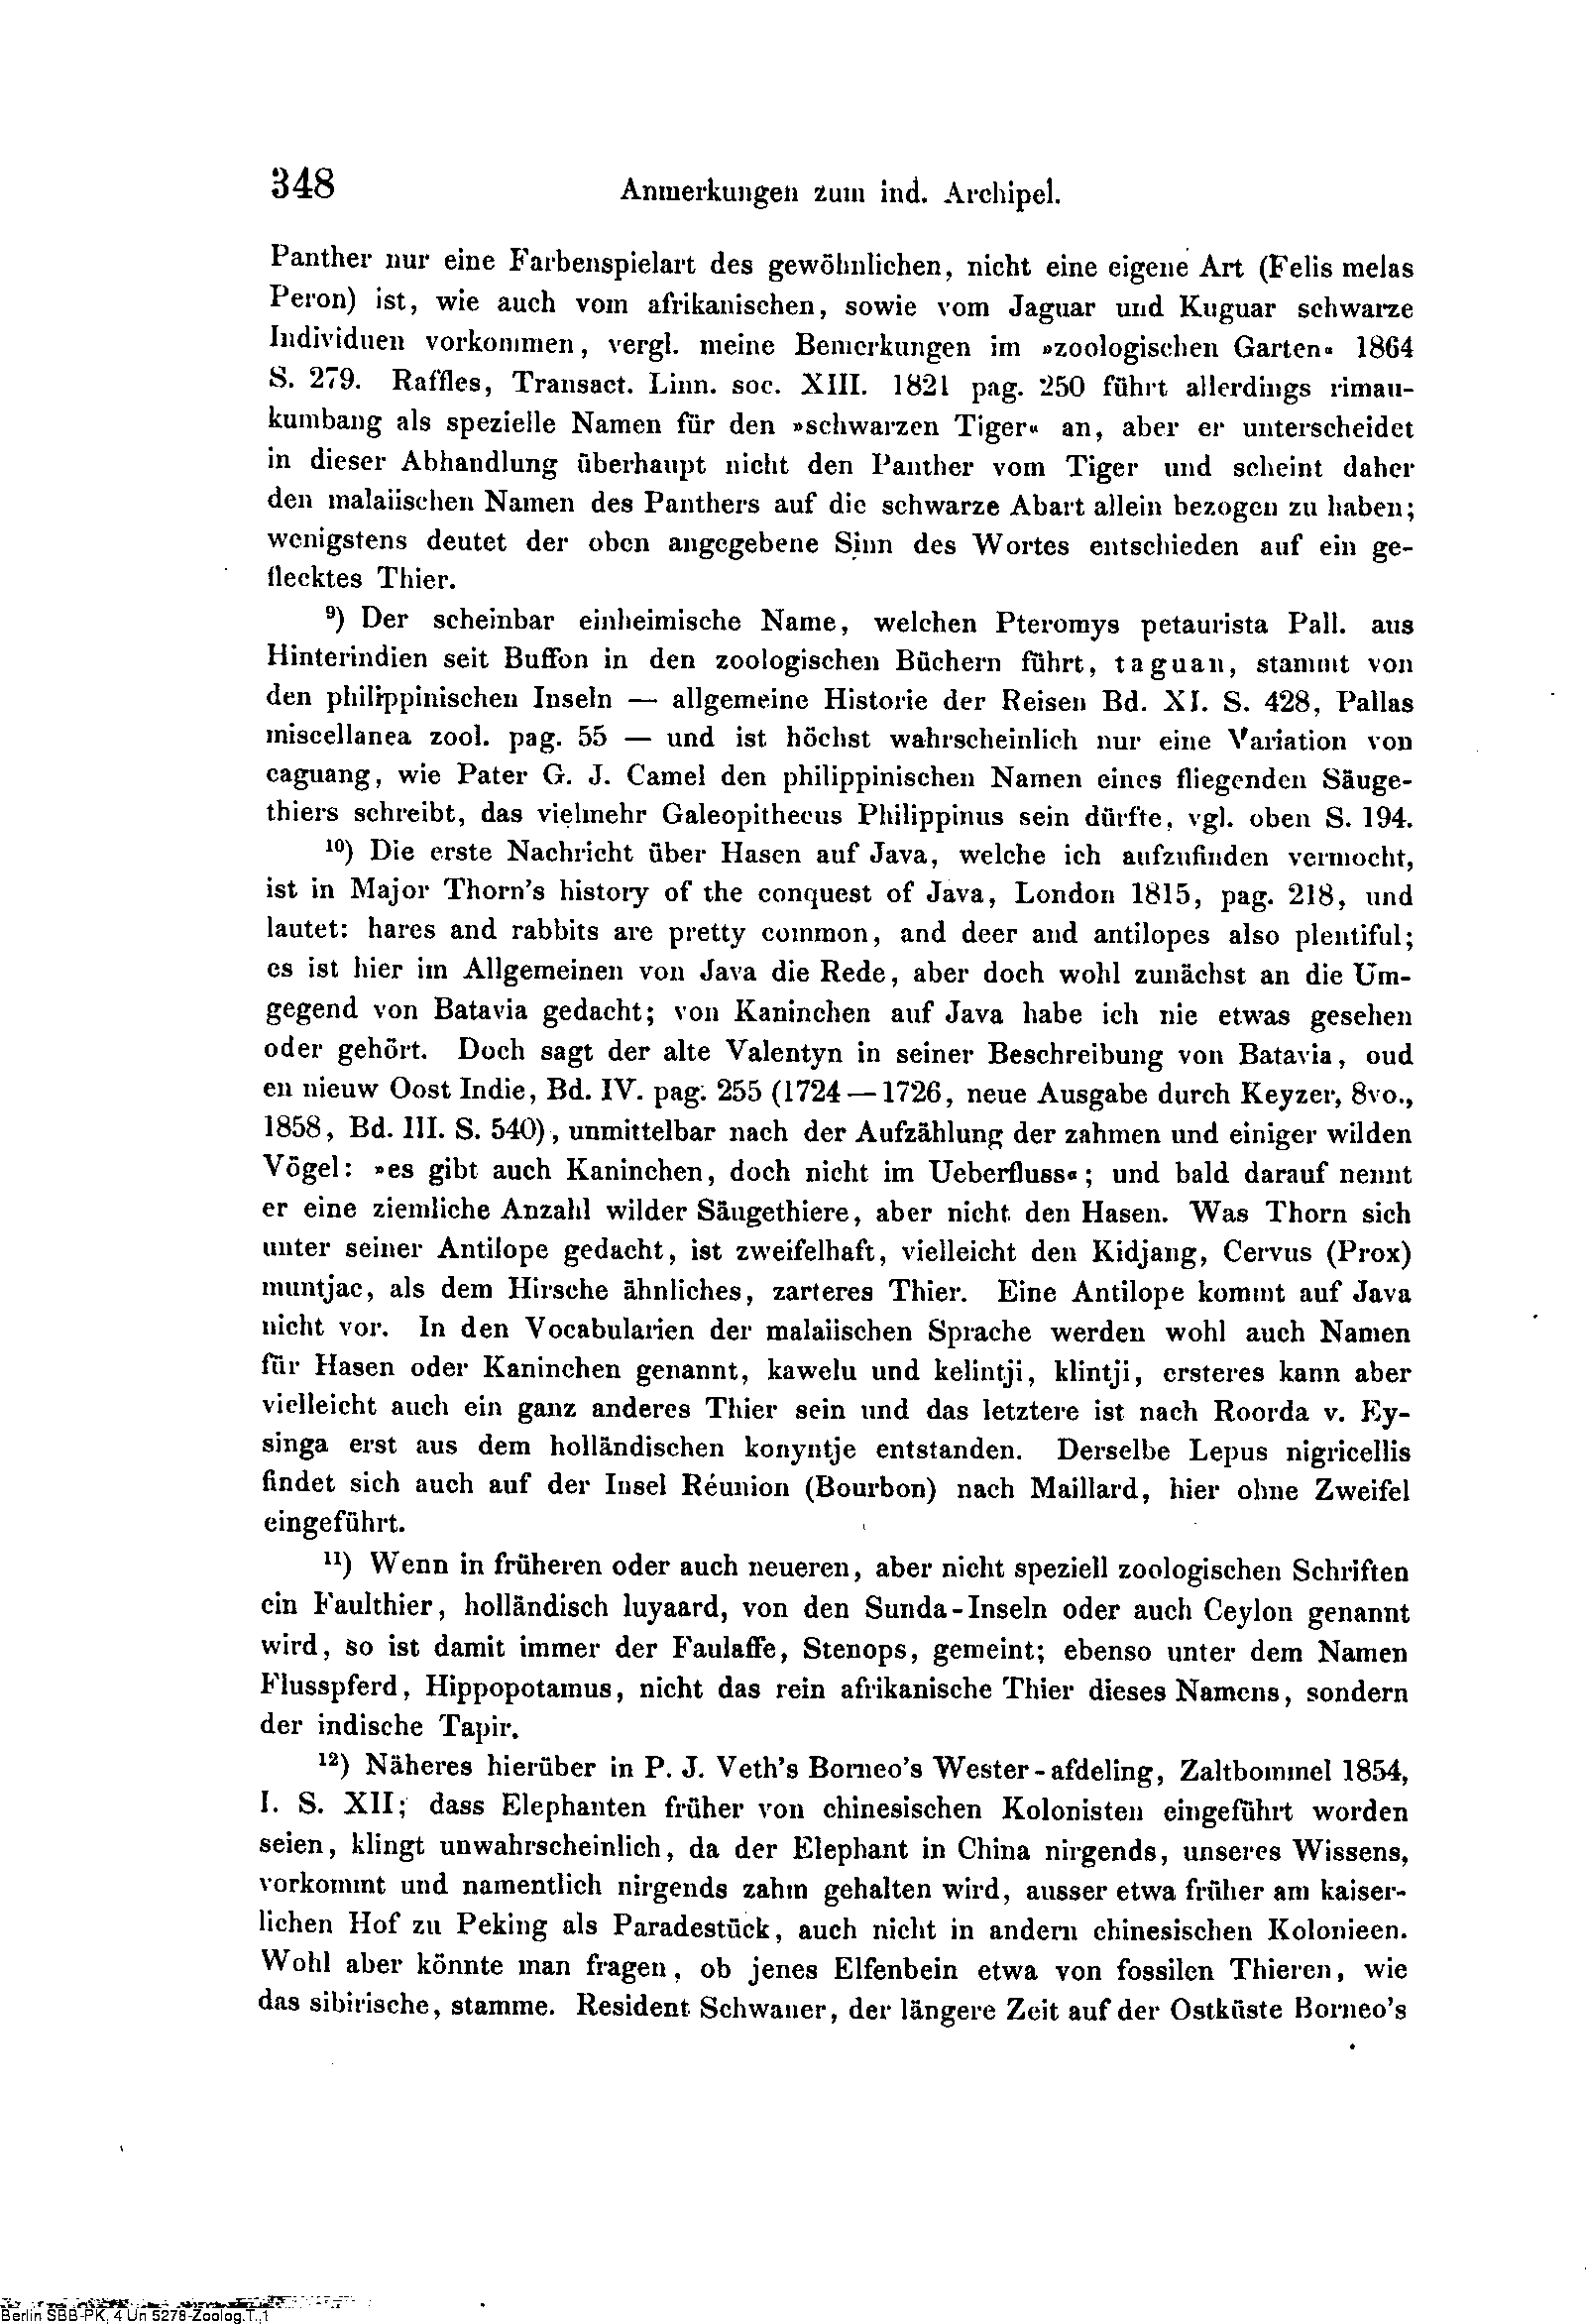 348 Anmerkungen zum ind. Archipel.
Panther nur eine Farbenspielart des gewöhnlichen, nicht eine eigene Art (Felis melas
Peron) ist, wie auch vom afrikanischen, sowie vom Jaguar und Kuguar schwarze
Individuen vorkommen, vergl. meine Bemerkungen im »zoologischen Garten« 1864
S. 279. Raffles, Transact. Linn. soc. XIII. 1821 pag. 250 führt allerdings rimau-
kumbang als spezielle Namen für den »schwarzen Tiger« an, aber er unterscheidet
in dieser Abhandlung überhaupt nicht den Panther vom Tiger und scheint daher
den malaiischen Namen des Panthers auf die schwarze Abart allein bezogen zu haben;
wenigstens deutet der oben angegebene Sinn des Wortes entschieden auf ein ge-
flecktes Thier.
⁹) Der scheinbar einheimische Name, welchen Pteromys petaurista Pall. aus
Hinterindien seit Buffon in den zoologischen Büchern führt, taguan, stammt von
den philippinischen Inseln — allgemeine Historie der Reisen Bd. XI. S. 428, Pallas
miscellanea zool. pag. 55 — und ist höchst wahrscheinlich nur eine Variation von
caguang, wie Pater G. J. Camel den philippinischen Namen eines fliegenden Säuge-
thiers schreibt, das vielmehr Galeopithecus Philippinus sein dürfte, vgl. oben S. 194.
¹⁰) Die erste Nachricht über Hasen auf Java, welche ich aufzufinden vermocht,
ist in Major Thorn's history of the conquest of Java, London 1815, pag. 218, und
lautet: hares and rabbits are pretty common, and deer and antilopes also plentiful;
es ist hier im Allgemeinen von Java die Rede, aber doch wohl zunächst an die Um-
gegend von Batavia gedacht; von Kaninchen auf Java habe ich nie etwas gesehen
oder gehört. Doch sagt der alte Valentyn in seiner Beschreibung von Batavia, oud
en nieuw Oost Indie, Bd. IV. pag. 255 (1724—1726, neue Ausgabe durch Keyzer, 8vo.,
1858, Bd. III. S. 540), unmittelbar nach der Aufzählung der zahmen und einiger wilden
Vögel: »es gibt auch Kaninchen, doch nicht im Ueberfluss«; und bald darauf nennt
er eine ziemliche Anzahl wilder Säugethiere, aber nicht den Hasen. Was Thorn sich
unter seiner Antilope gedacht, ist zweifelhaft, vielleicht den Kidjang, Cervus (Prox)
muntjac, als dem Hirsche ähnliches, zarteres Thier. Eine Antilope kommt auf Java
nicht vor. In den Vocabularien der malaiischen Sprache werden wohl auch Namen
für Hasen oder Kaninchen genannt, kawelu und kelintji, klintji, ersteres kann aber
vielleicht auch ein ganz anderes Thier sein und das letztere ist nach Roorda v. Ey-
singa erst aus dem holländischen konyntje entstanden. Derselbe Lepus nigricellis
findet sich auch auf der Insel Réunion (Bourbon) nach Maillard, hier ohne Zweifel
eingeführt.
¹¹) Wenn in früheren oder auch neueren, aber nicht speziell zoologischen Schriften
ein Faulthier, holländisch luyaard, von den Sunda-Inseln oder auch Ceylon genannt
wird, so ist damit immer der Faulaffe, Stenops, gemeint; ebenso unter dem Namen
Flusspferd, Hippopotamus, nicht das rein afrikanische Thier dieses Namens, sondern
der indische Tapir.
¹²) Näheres hierüber in P. J. Veth's Borneo's Wester-afdeling, Zaltbommel 1854,
I. S. XII; dass Elephanten früher von chinesischen Kolonisten eingeführt worden
seien, klingt unwahrscheinlich, da der Elephant in China nirgends, unseres Wissens,
vorkommt und namentlich nirgends zahm gehalten wird, ausser etwa früher am kaiser-
lichen Hof zu Peking als Paradestück, auch nicht in andern chinesischen Kolonieen.
Wohl aber könnte man fragen, ob jenes Elfenbein etwa von fossilen Thieren, wie
das sibirische, stamme. Resident Schwaner, der längere Zeit auf der Ostküste Borneo's
Berlin SBB-PK, 4 Un 5278-Zoolog.T.,1